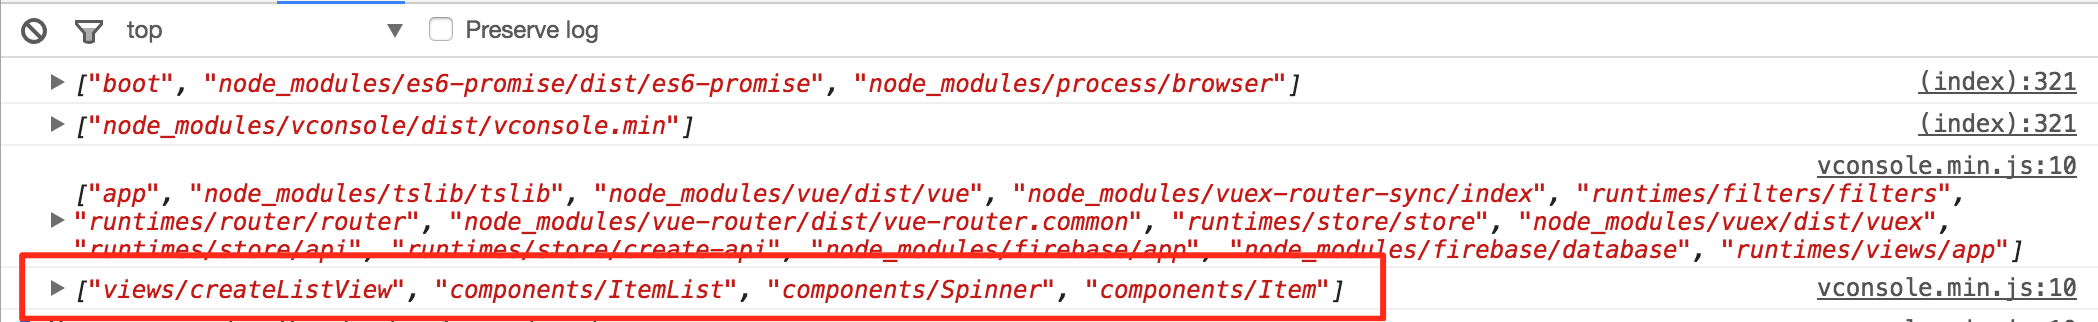 top ▼ Preserve log
["boot", "node_modules/es6-promise/dist/es6-promise", "node_modules/process/browser"] (index):321
["node_modules/vconsole/dist/vconsole.min"] (index):321
vconsole.min.js:10
["app", "node_modules/tslib/tslib", "node_modules/vue/dist/vue", "node_modules/vuex-router-sync/index", "runtimes/filters/filters",
"runtimes/router/router", "node_modules/vue-router/dist/vue-router.common", "runtimes/store/store", "node_modules/vuex/dist/vuex",
"runtimes/store/api", "runtimes/store/create-api", "node_modules/firebase/app", "node_modules/firebase/database", "runtimes/views/app"]
["views/createListView", "components/ItemList", "components/Spinner", "components/Item"] vconsole.min.js:10